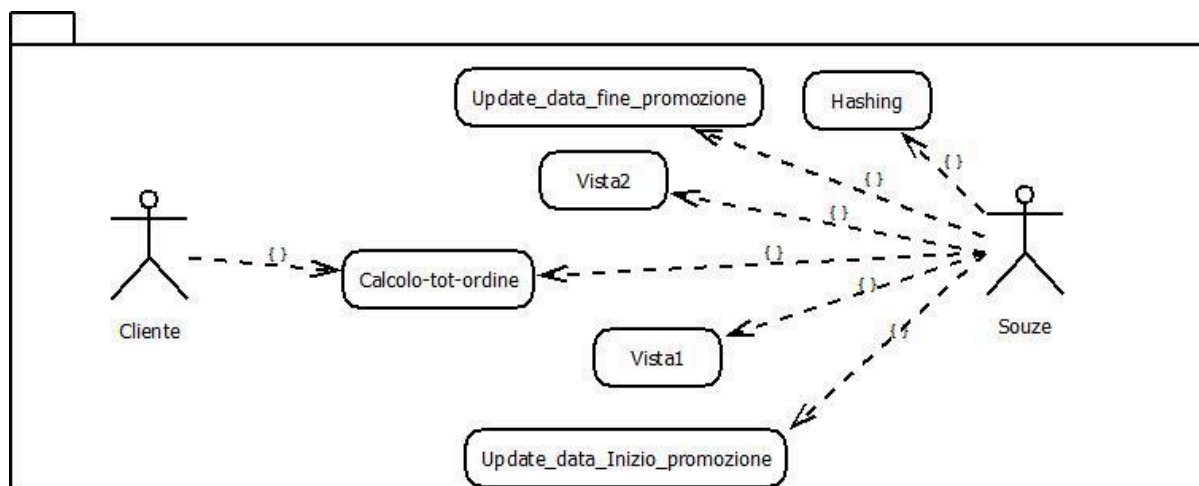 Update_data_fine_promozione
Hashing
{ }
{ }
Vista2
{ }
{ }
{ }
Calcolo-tot-ordine
{ }
Cliente
Souze
{ }
Vista1
Update_data_Inizio_promozione